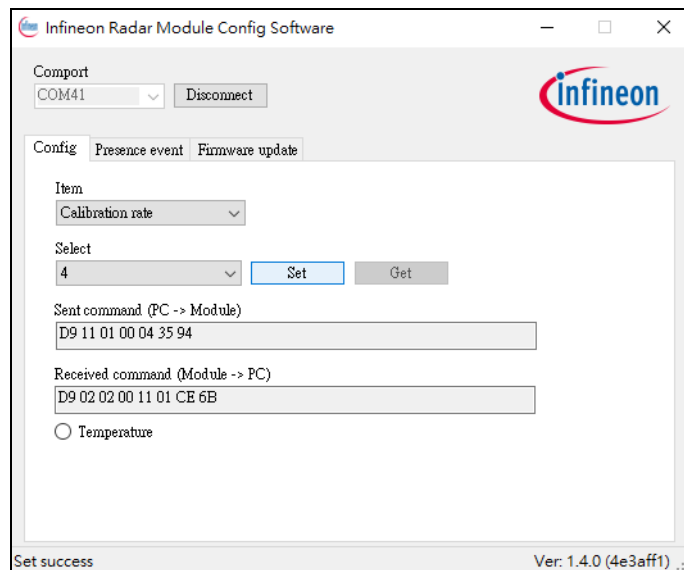 Infineon Radar Module Config Software
Comport
COM41 Disconnect
infineon
Config Presence event Firmware update
Item
Calibration rate
Select
4 Set Get
Sent command (PC -> Module)
D9 11 01 00 04 35 94
Received command (Module -> PC)
D9 02 02 00 11 01 CE 6B
Temperature
Set success Ver: 1.4.0 (4e3aff1)